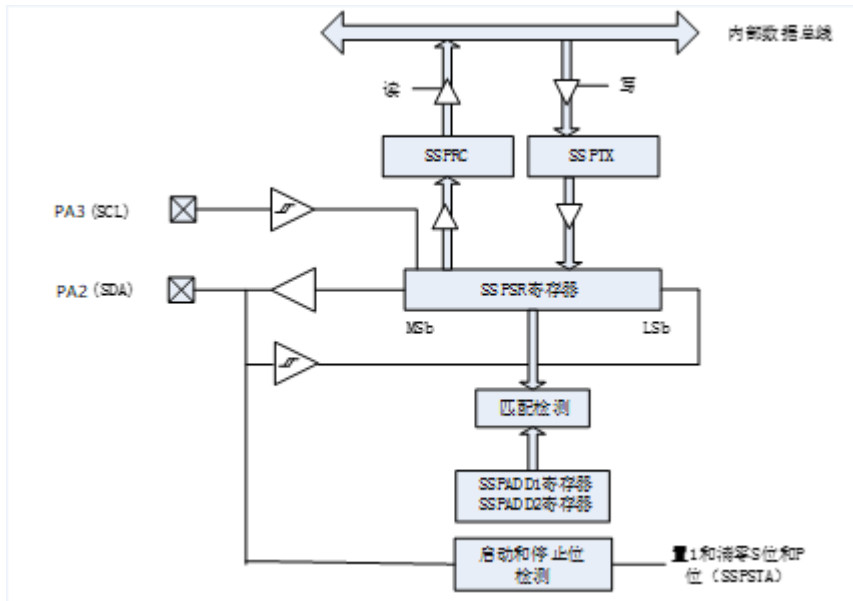 内部数据总线
读
写
SSPRC
SSPTX
PA3 (SCL)
PA2 (SDA)
SSPSR寄存器
MSb
LSb
匹配检测
SSPADD1寄存器
SSPADD2寄存器
启动和停止位
检测
置1和清零S位和P
位（SSPSTA）